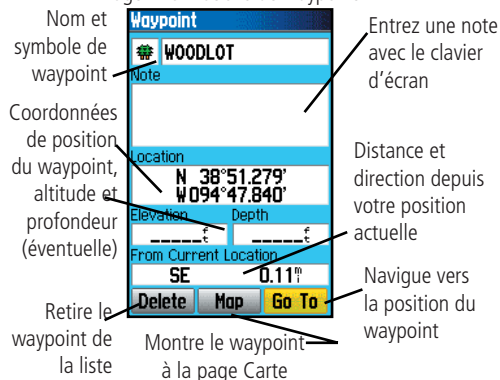 Nom et
symbole de
waypoint
Coordonnées
de position
du waypoint,
altitude et
profondeur
(éventuelle)
Retire le
waypoint de
la liste
Waypoint
WOODLOT
Note
Location
N 38°51.279'
W094°47.840'
Elevation Depth
_____ft _____ft
From Current Location
SE 0.11mi
Delete Map Go To
Entrez une note
avec le clavier
d'écran
Distance et
direction depuis
votre position
actuelle
Navigue vers
la position du
waypoint
Montre le waypoint
à la page Carte